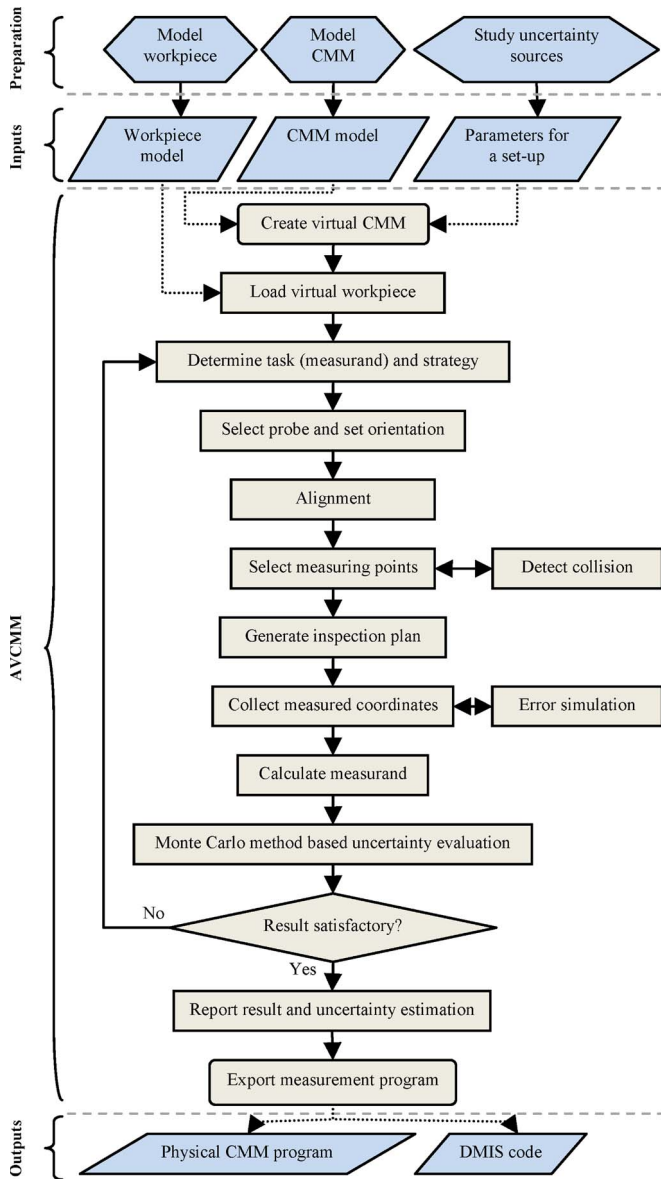 Preparation
Model
workpiece
Model
CMM
Study uncertainty
sources
Inputs
Workpiece
model
CMM model
Parameters for
a set-up
AVCMM
Create virtual CMM
Load virtual workpiece
Determine task (measurand) and strategy
Select probe and set orientation
Alignment
Select measuring points
Detect collision
Generate inspection plan
Collect measured coordinates
Error simulation
Calculate measurand
Monte Carlo method based uncertainty evaluation
No
Result satisfactory?
Yes
Report result and uncertainty estimation
Export measurement program
Outputs
Physical CMM program
DMIS code